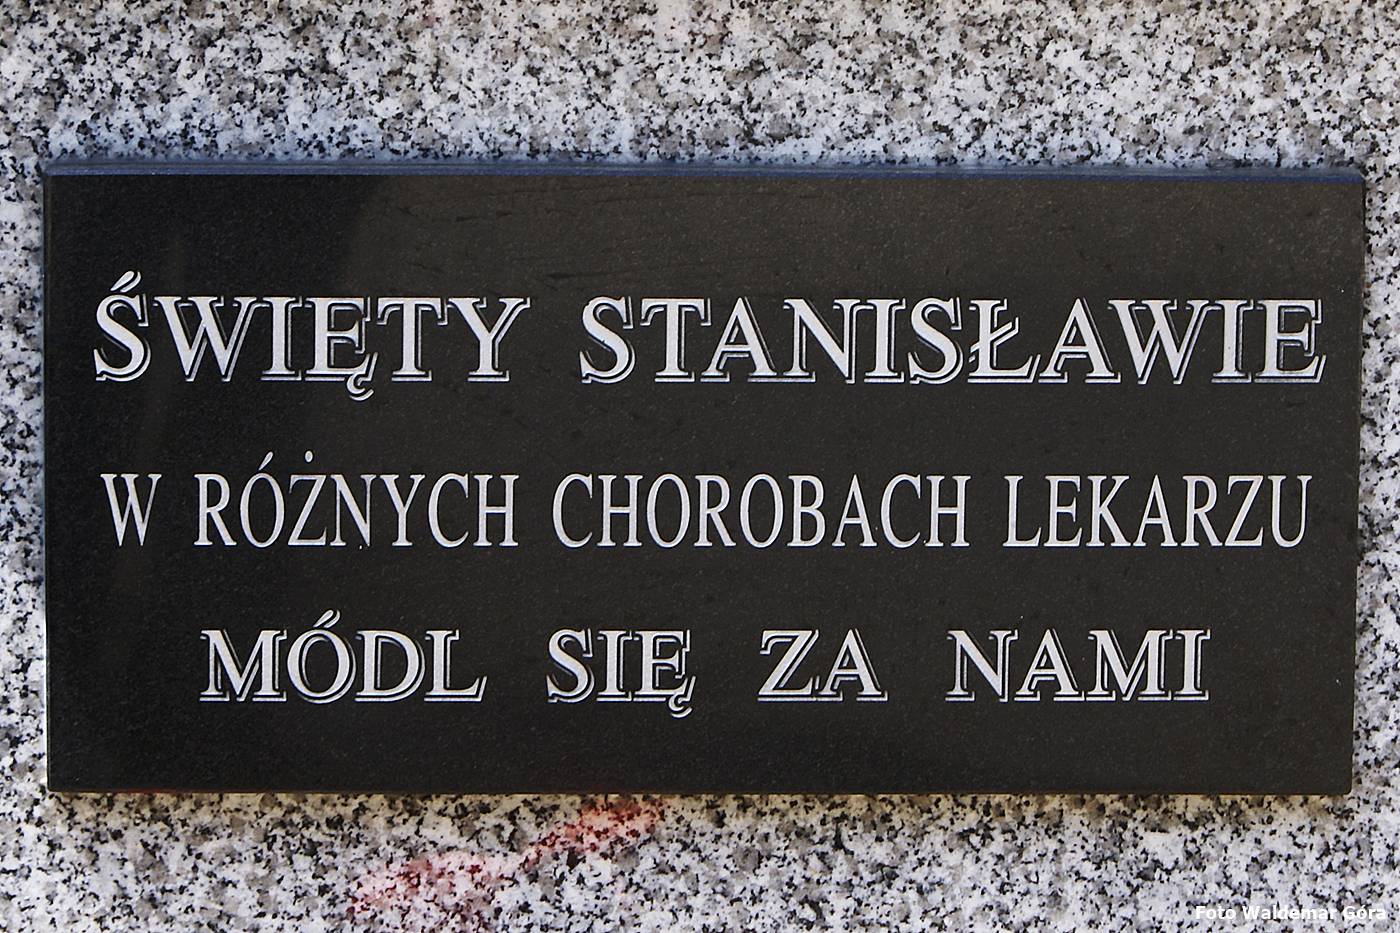 ŚWIĘTY STANISŁAWIE
W RÓŻNYCH CHOROBACH LEKARZU
MÓDL SIĘ ZA NAMI
Foto Waldemar Góra